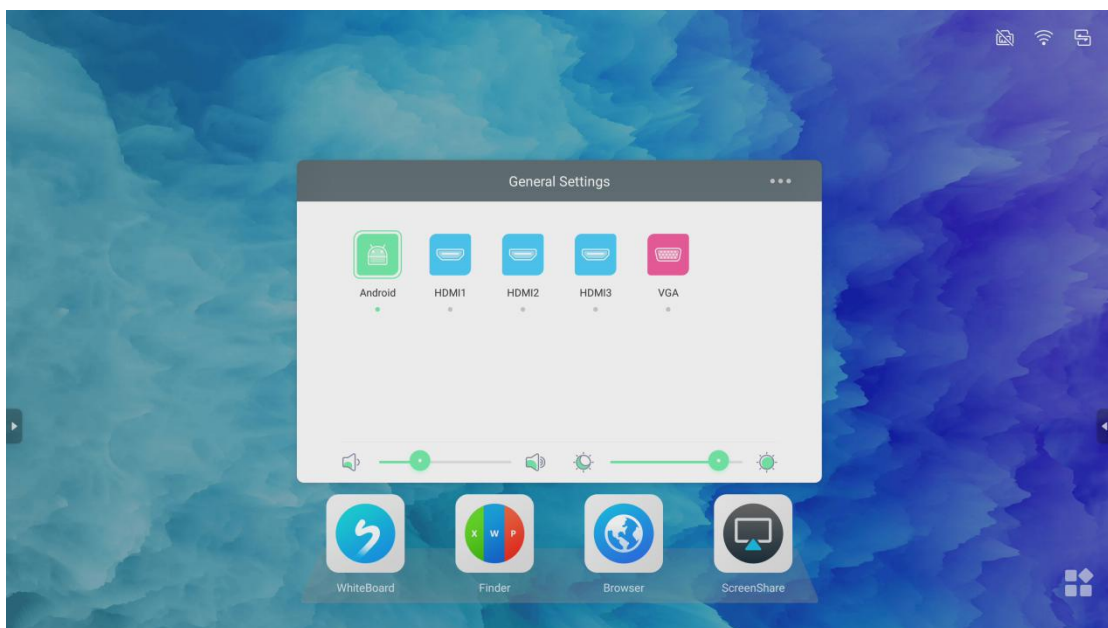 General Settings
Android HDMI1 HDMI2 HDMI3 VGA
X W P
WhiteBoard Finder Browser ScreenShare